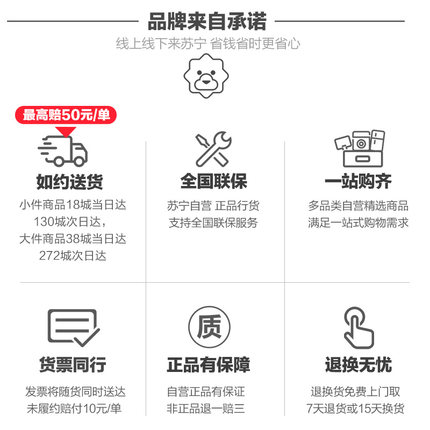 品牌来自承诺
线上线下来苏宁 省钱省时更省心
最高赔50元/单
如约送货
小件商品18城当日达
130城次日达，
大件商品38城当日达
272城次日达
全国联保
苏宁自营 正品行货
支持全国联保服务
一站购齐
多品类自营精选商品
满足一站式购物需求
货票同行
发票将随货同时送达
未履约赔付10元/单
质
正品有保障
自营正品有保证
非正品退一赔三
退换无忧
退换货免费上门取
7天退货或15天换货